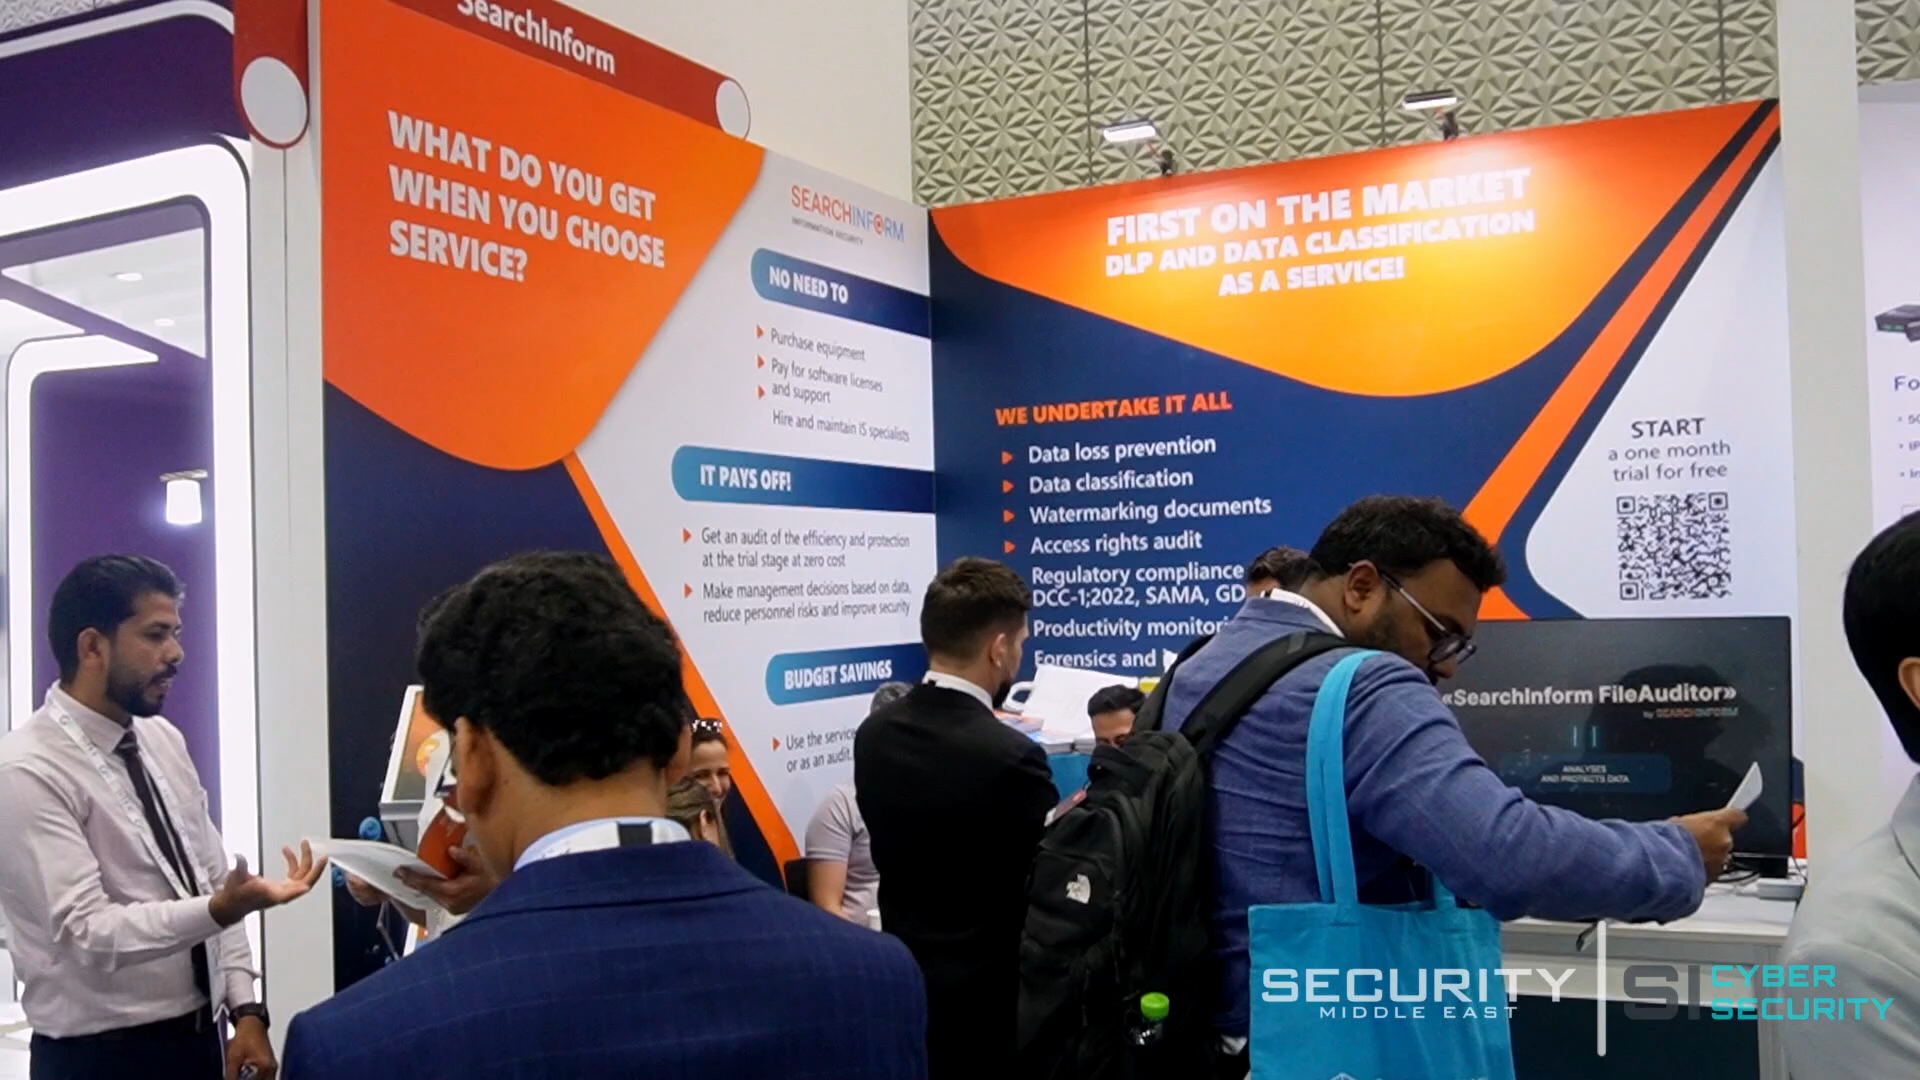 SearchInform
WHAT DO YOU GET
WHEN YOU CHOOSE
SERVICE?
SEARCHINF@RM
INFORMATION SECURITY
NO NEED TO
Purchase equipment
Pay for software licenses
and support
Hire and maintain IS specialists
IT PAYS OFF!
Get an audit of the efficiency and protection
at the trial stage at zero cost
Make management decisions based on data,
reduce personnel risks and improve security
BUDGET SAVINGS
Use the service
or as an audit.
FIRST ON THE MARKET
DLP AND DATA CLASSIFICATION
AS A SERVICE!
WE UNDERTAKE IT ALL
Data loss prevention
Data classification
Watermarking documents
Access rights audit
Regulatory compliance
DCC-1;2022, SAMA, GD
Productivity monitori
Forensics and
START
a one month
trial for free
«SearchInform FileAuditor»
by SEARCHINFORM
ANALYSES
AND PROTECTS DATA
Fo
SECURITY
MIDDLE EAST
SI CYBER
SECURITY